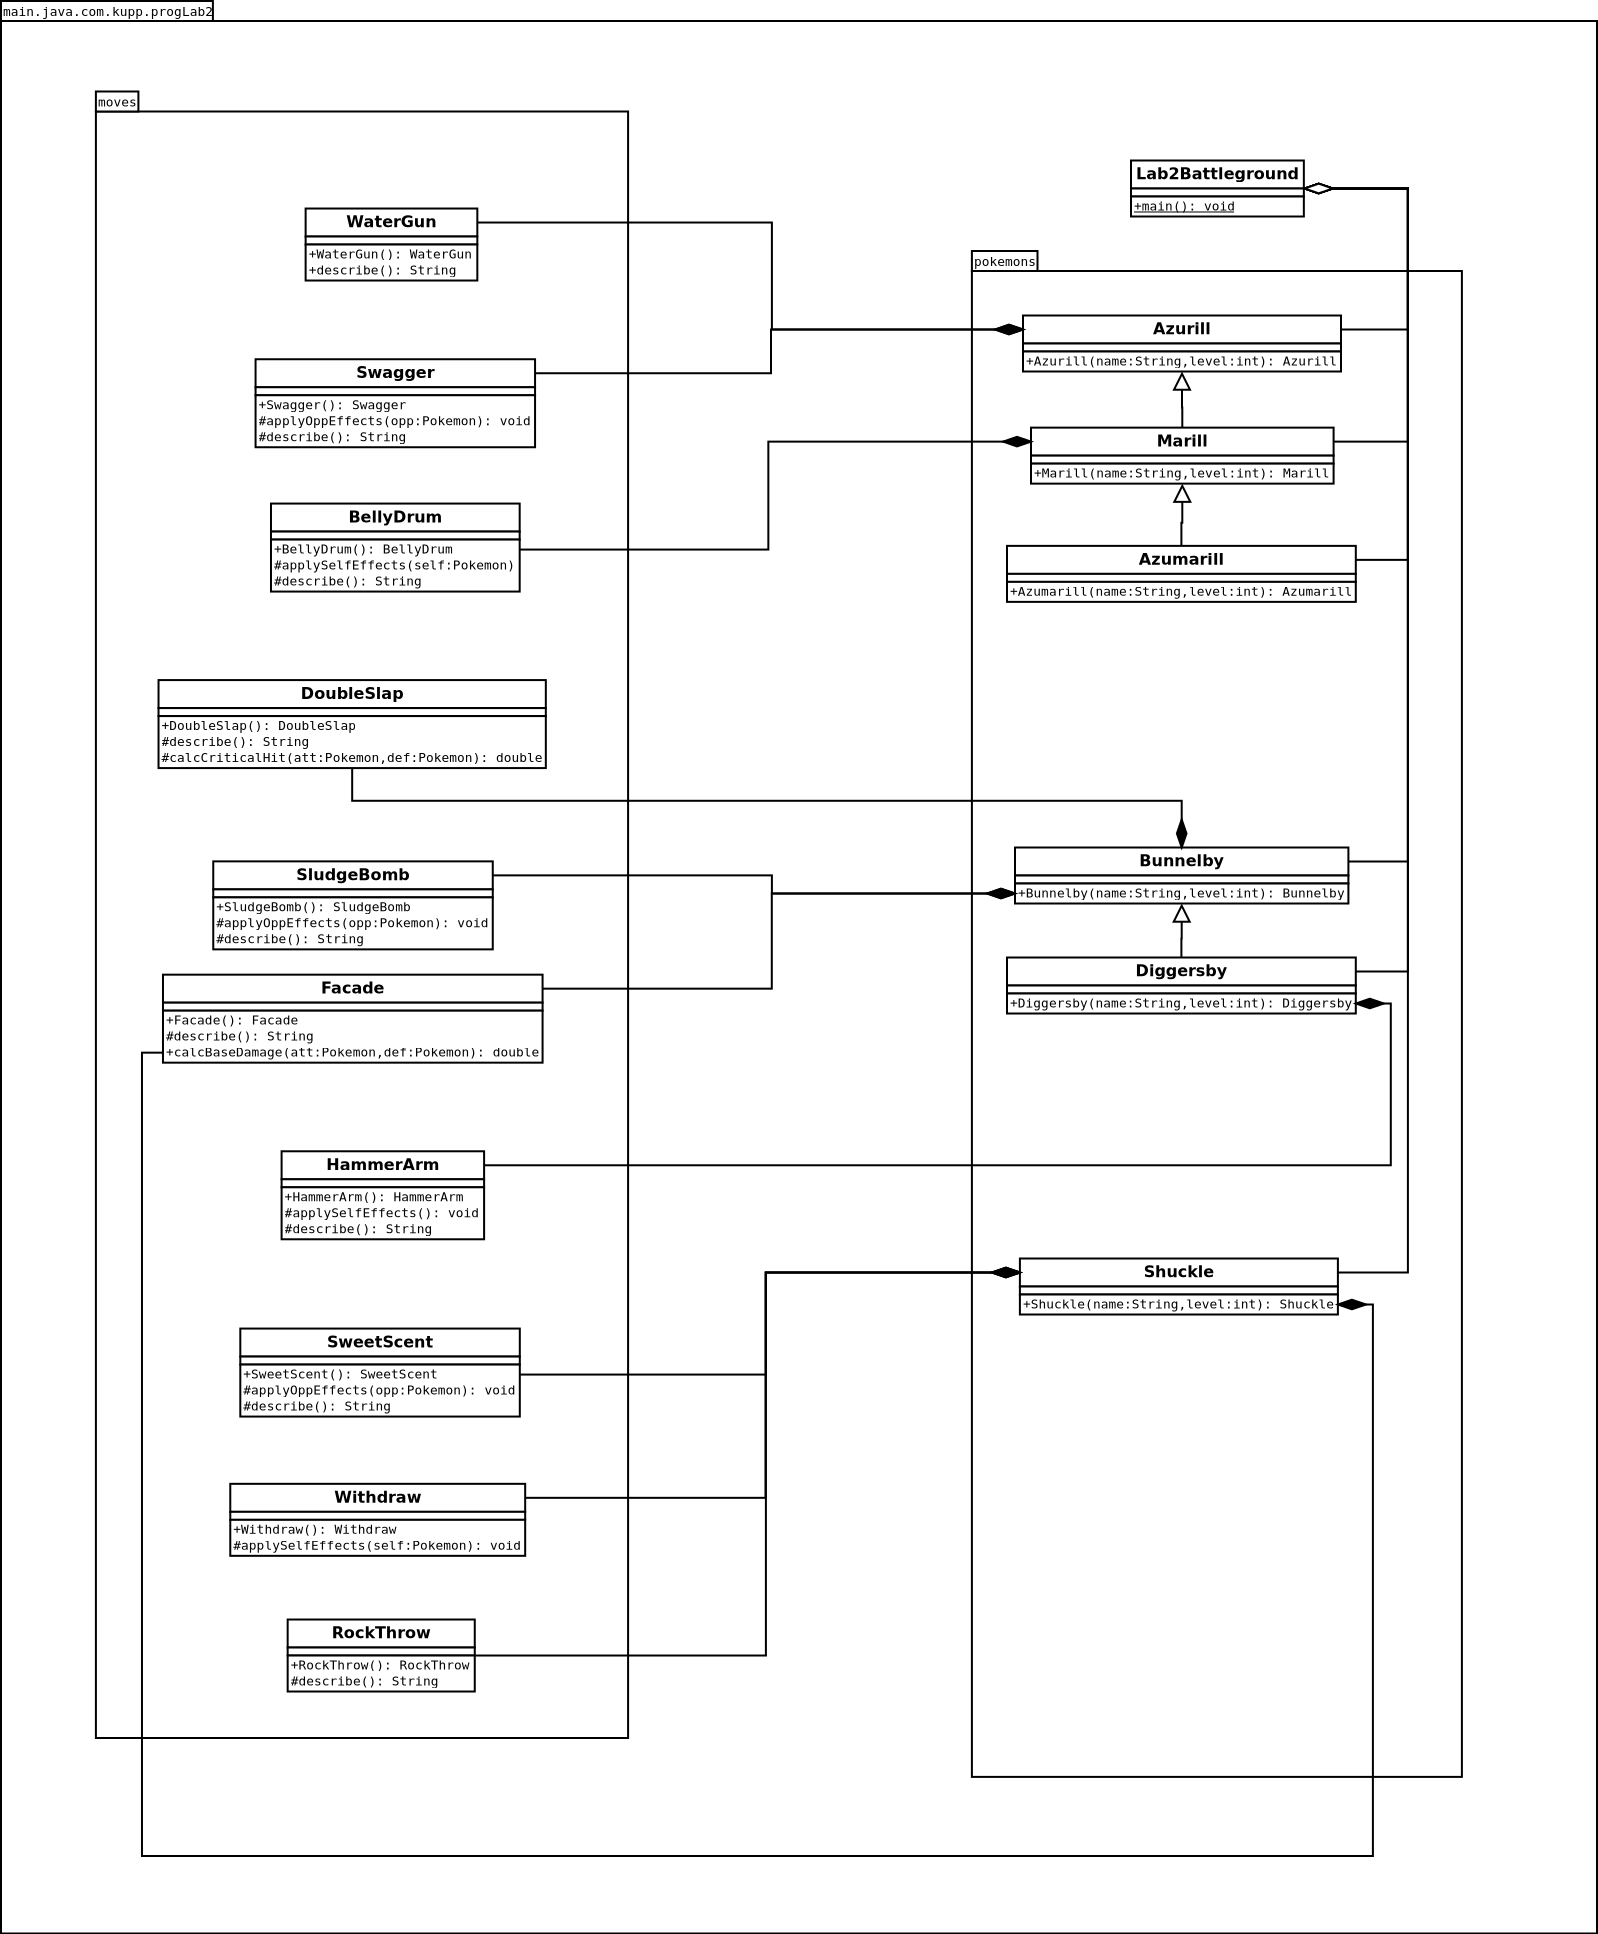 main.java.com.kupp.progLab2
moves
WaterGun
+WaterGun(): WaterGun
+describe(): String
Swagger
+Swagger(): Swagger
#applyOppEffects(opp:Pokemon): void
#describe(): String
BellyDrum
+BellyDrum(): BellyDrum
#applySelfEffects(self:Pokemon)
#describe(): String
DoubleSlap
+DoubleSlap(): DoubleSlap
#describe(): String
#calcCriticalHit(att:Pokemon,def:Pokemon): double
SludgeBomb
+SludgeBomb(): SludgeBomb
#applyOppEffects(opp:Pokemon): void
#describe(): String
Facade
+Facade(): Facade
#describe(): String
+calcBaseDamage(att:Pokemon,def:Pokemon): double
HammerArm
+HammerArm(): HammerArm
#applySelfEffects(): void
#describe(): String
SweetScent
+SweetScent(): SweetScent
#applyOppEffects(opp:Pokemon): void
#describe(): String
Withdraw
+Withdraw(): Withdraw
#applySelfEffects(self:Pokemon): void
RockThrow
+RockThrow(): RockThrow
#describe(): String
Lab2Battleground
+main(): void
pokemons
Azurill
+Azurill(name:String,level:int): Azurill
Marill
+Marill(name:String,level:int): Marill
Azumarill
+Azumarill(name:String,level:int): Azumarill
Bunnelby
+Bunnelby(name:String,level:int): Bunnelby
Diggersby
+Diggersby(name:String,level:int): Diggersby
Shuckle
+Shuckle(name:String,level:int): Shuckle